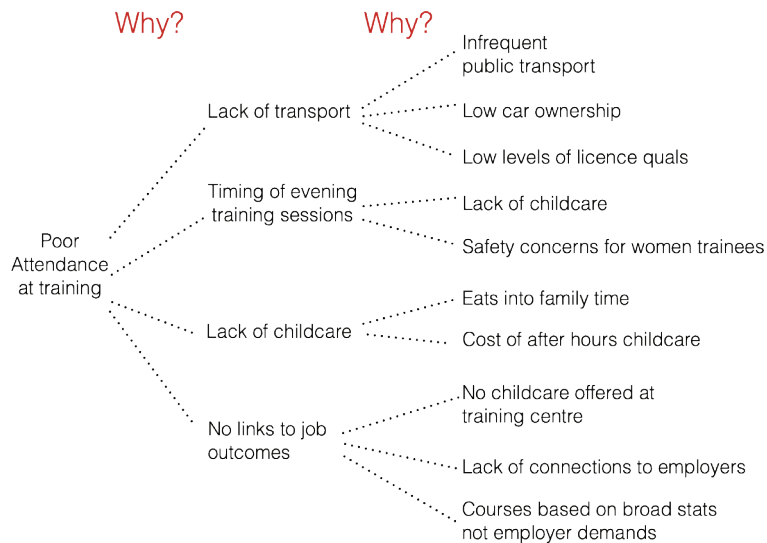 Why?
Why?
Poor
Attendance
at training
Lack of transport
Infrequent
public transport
Low car ownership
Low levels of licence quals
Timing of evening
training sessions
Lack of childcare
Safety concerns for women trainees
Lack of childcare
Eats into family time
Cost of after hours childcare
No links to job
outcomes
No childcare offered at
training centre
Lack of connections to employers
Courses based on broad stats
not employer demands